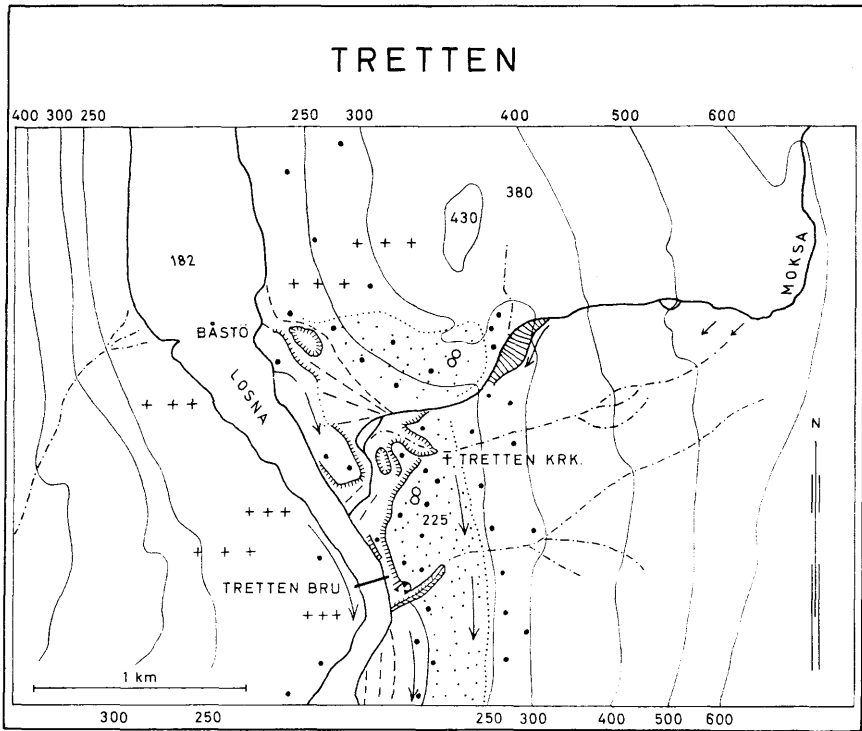 TRETTEN
400 300 250 250 300 400 500 600
380
430
182
MOKSA
BÅSTÖ
LOSNA
N
TRETTEN KRK.
225
TRETTEN BRU
1 km
300 250 250 300 400 500 600